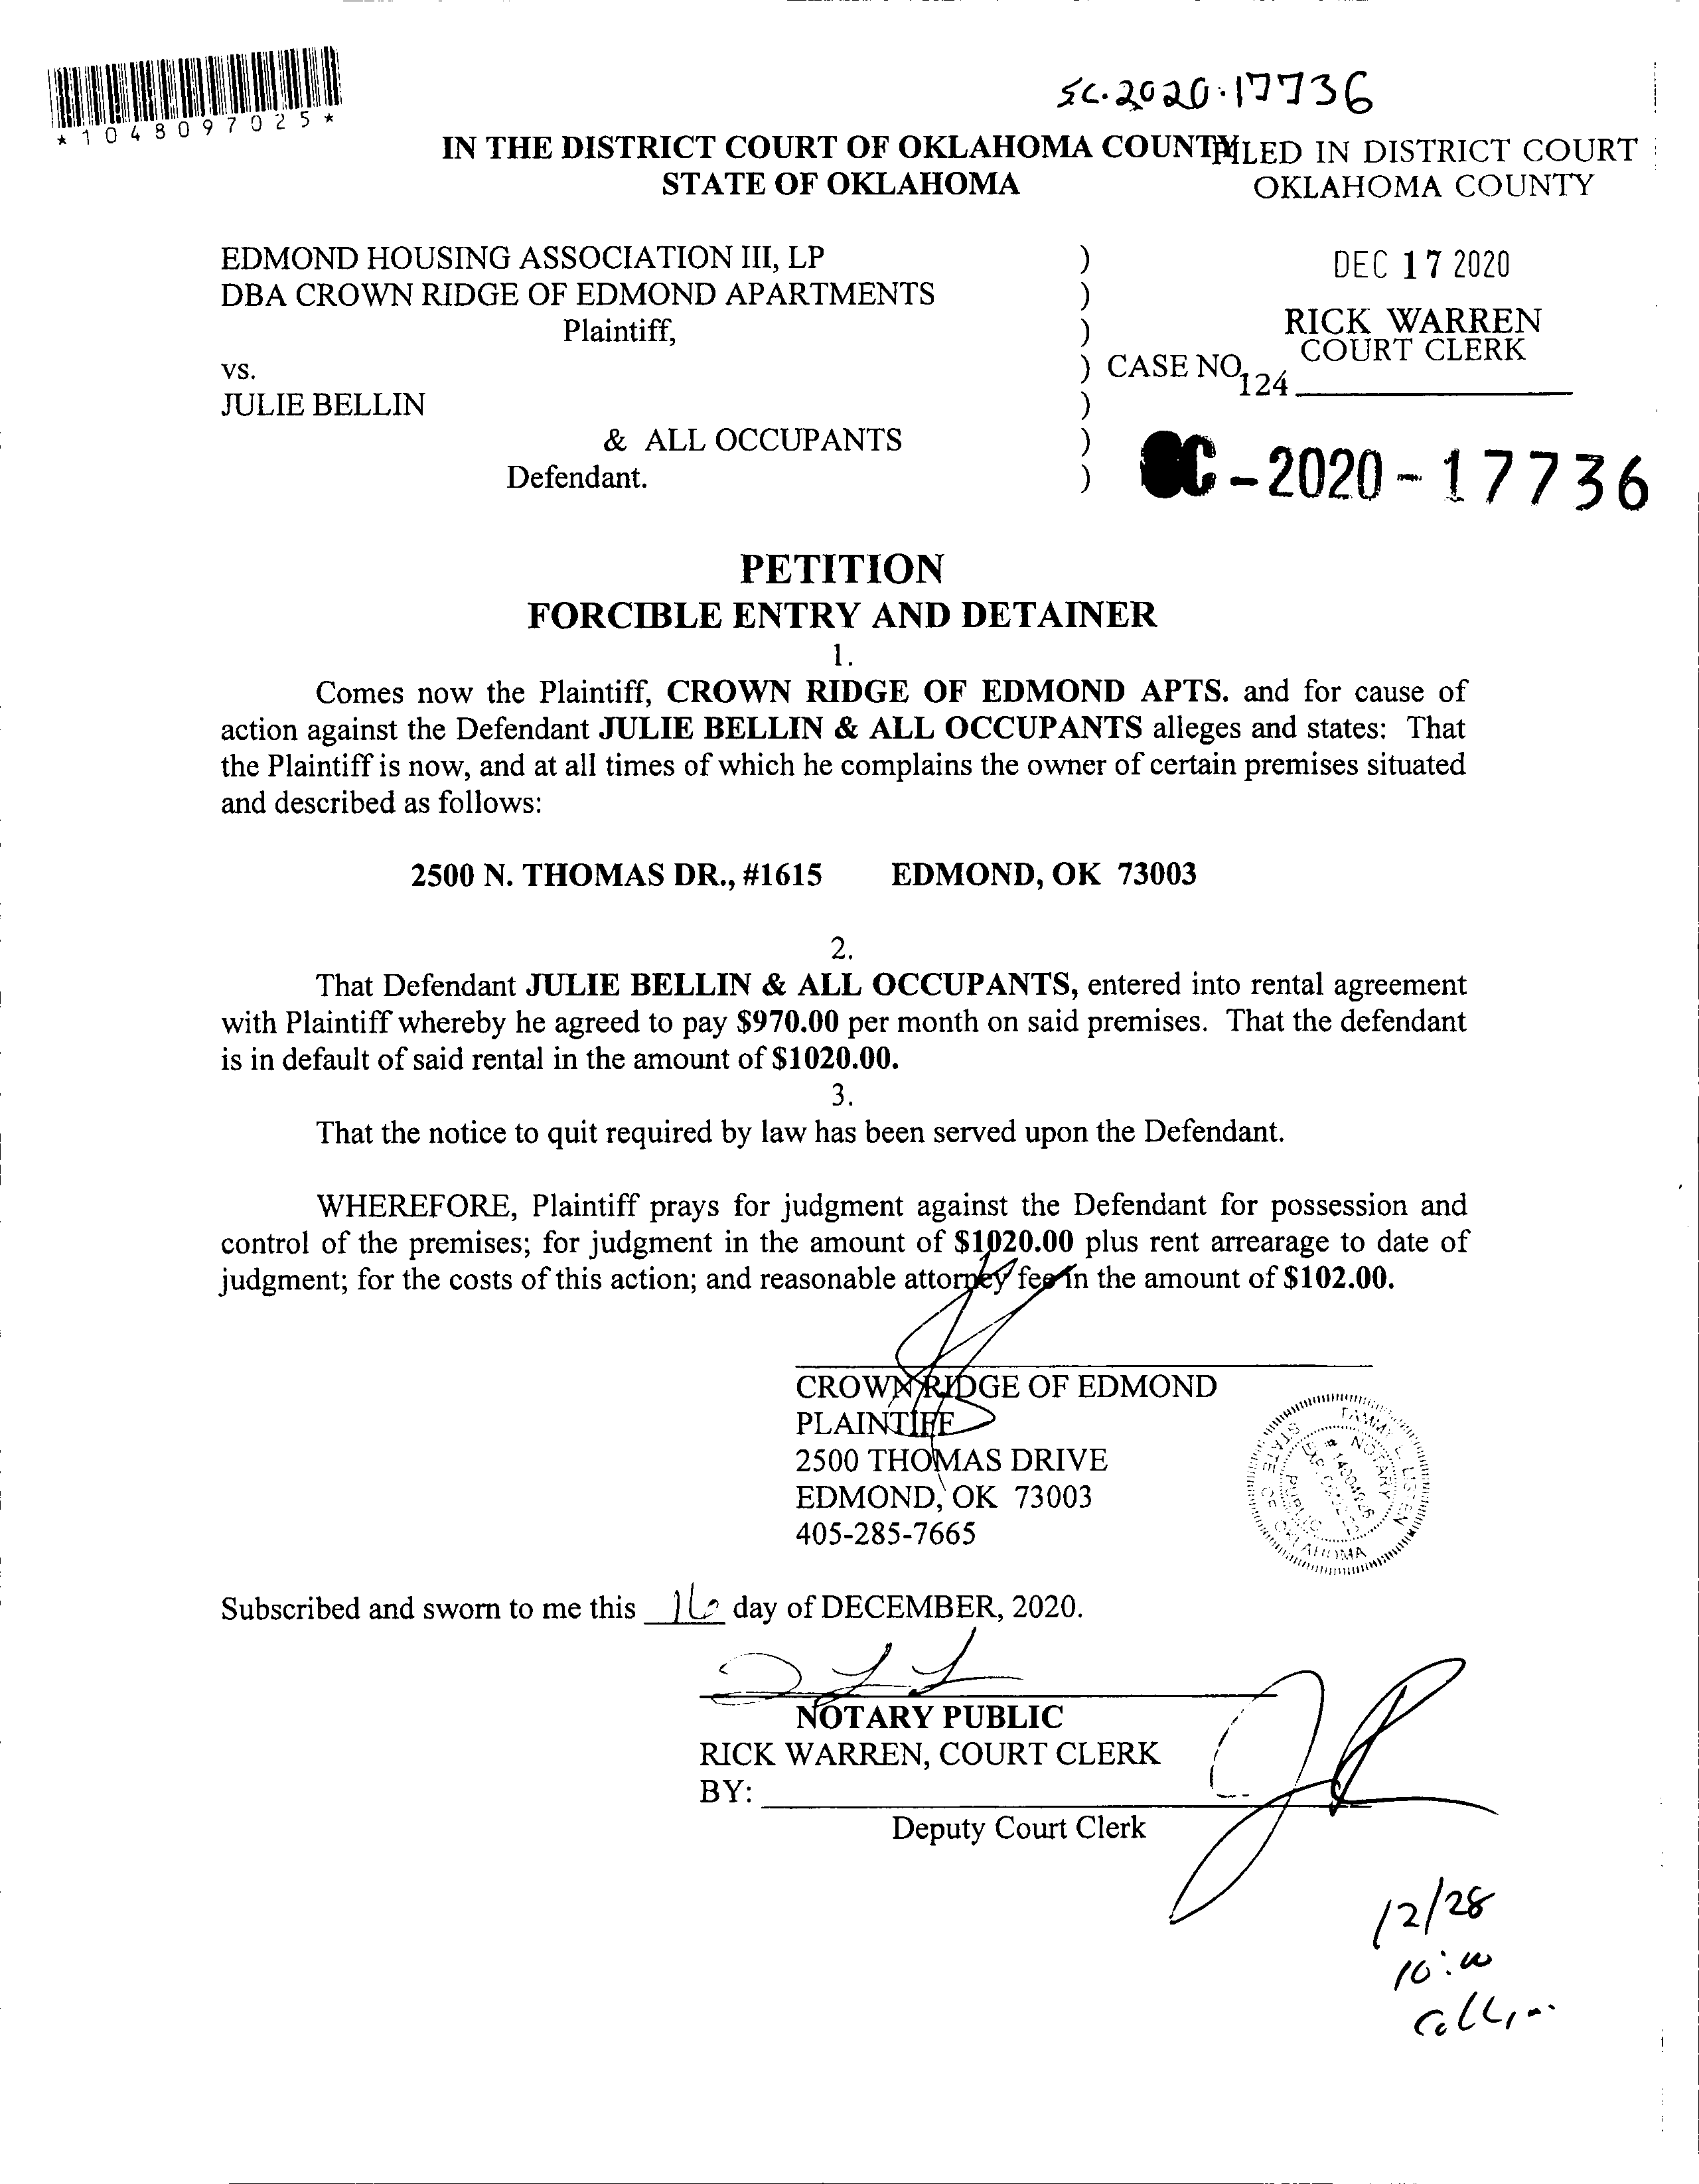 *1048097025*
SC.2020.17736
IN THE DISTRICT COURT OF OKLAHOMA COUNTY
STATE OF OKLAHOMA
FILED IN DISTRICT COURT
OKLAHOMA COUNTY
DEC 17 2020
RICK WARREN
COURT CLERK
124
EDMOND HOUSING ASSOCIATION III, LP )
DBA CROWN RIDGE OF EDMOND APARTMENTS )
Plaintiff, )
vs. ) CASE NO.
JULIE BELLIN )
& ALL OCCUPANTS )
Defendant. )
SC-2020-17736
PETITION
FORCIBLE ENTRY AND DETAINER
1.
Comes now the Plaintiff, CROWN RIDGE OF EDMOND APTS. and for cause of
action against the Defendant JULIE BELLIN & ALL OCCUPANTS alleges and states: That
the Plaintiff is now, and at all times of which he complains the owner of certain premises situated
and described as follows:
2500 N. THOMAS DR., #1615 EDMOND, OK 73003
2.
That Defendant JULIE BELLIN & ALL OCCUPANTS, entered into rental agreement
with Plaintiff whereby he agreed to pay $970.00 per month on said premises. That the defendant
is in default of said rental in the amount of $1020.00.
3.
That the notice to quit required by law has been served upon the Defendant.
WHEREFORE, Plaintiff prays for judgment against the Defendant for possession and
control of the premises; for judgment in the amount of $1020.00 plus rent arrearage to date of
judgment; for the costs of this action; and reasonable attorney fee in the amount of $102.00.
CROWN RIDGE OF EDMOND
PLAINTIFF
2500 THOMAS DRIVE
EDMOND, OK 73003
405-285-7665
TAMMY L LISTEN
NOTARY PUBLIC
STATE OF OKLAHOMA
Subscribed and sworn to me this 16 day of DECEMBER, 2020.
NOTARY PUBLIC
RICK WARREN, COURT CLERK
BY:
Deputy Court Clerk
12/28
10:00